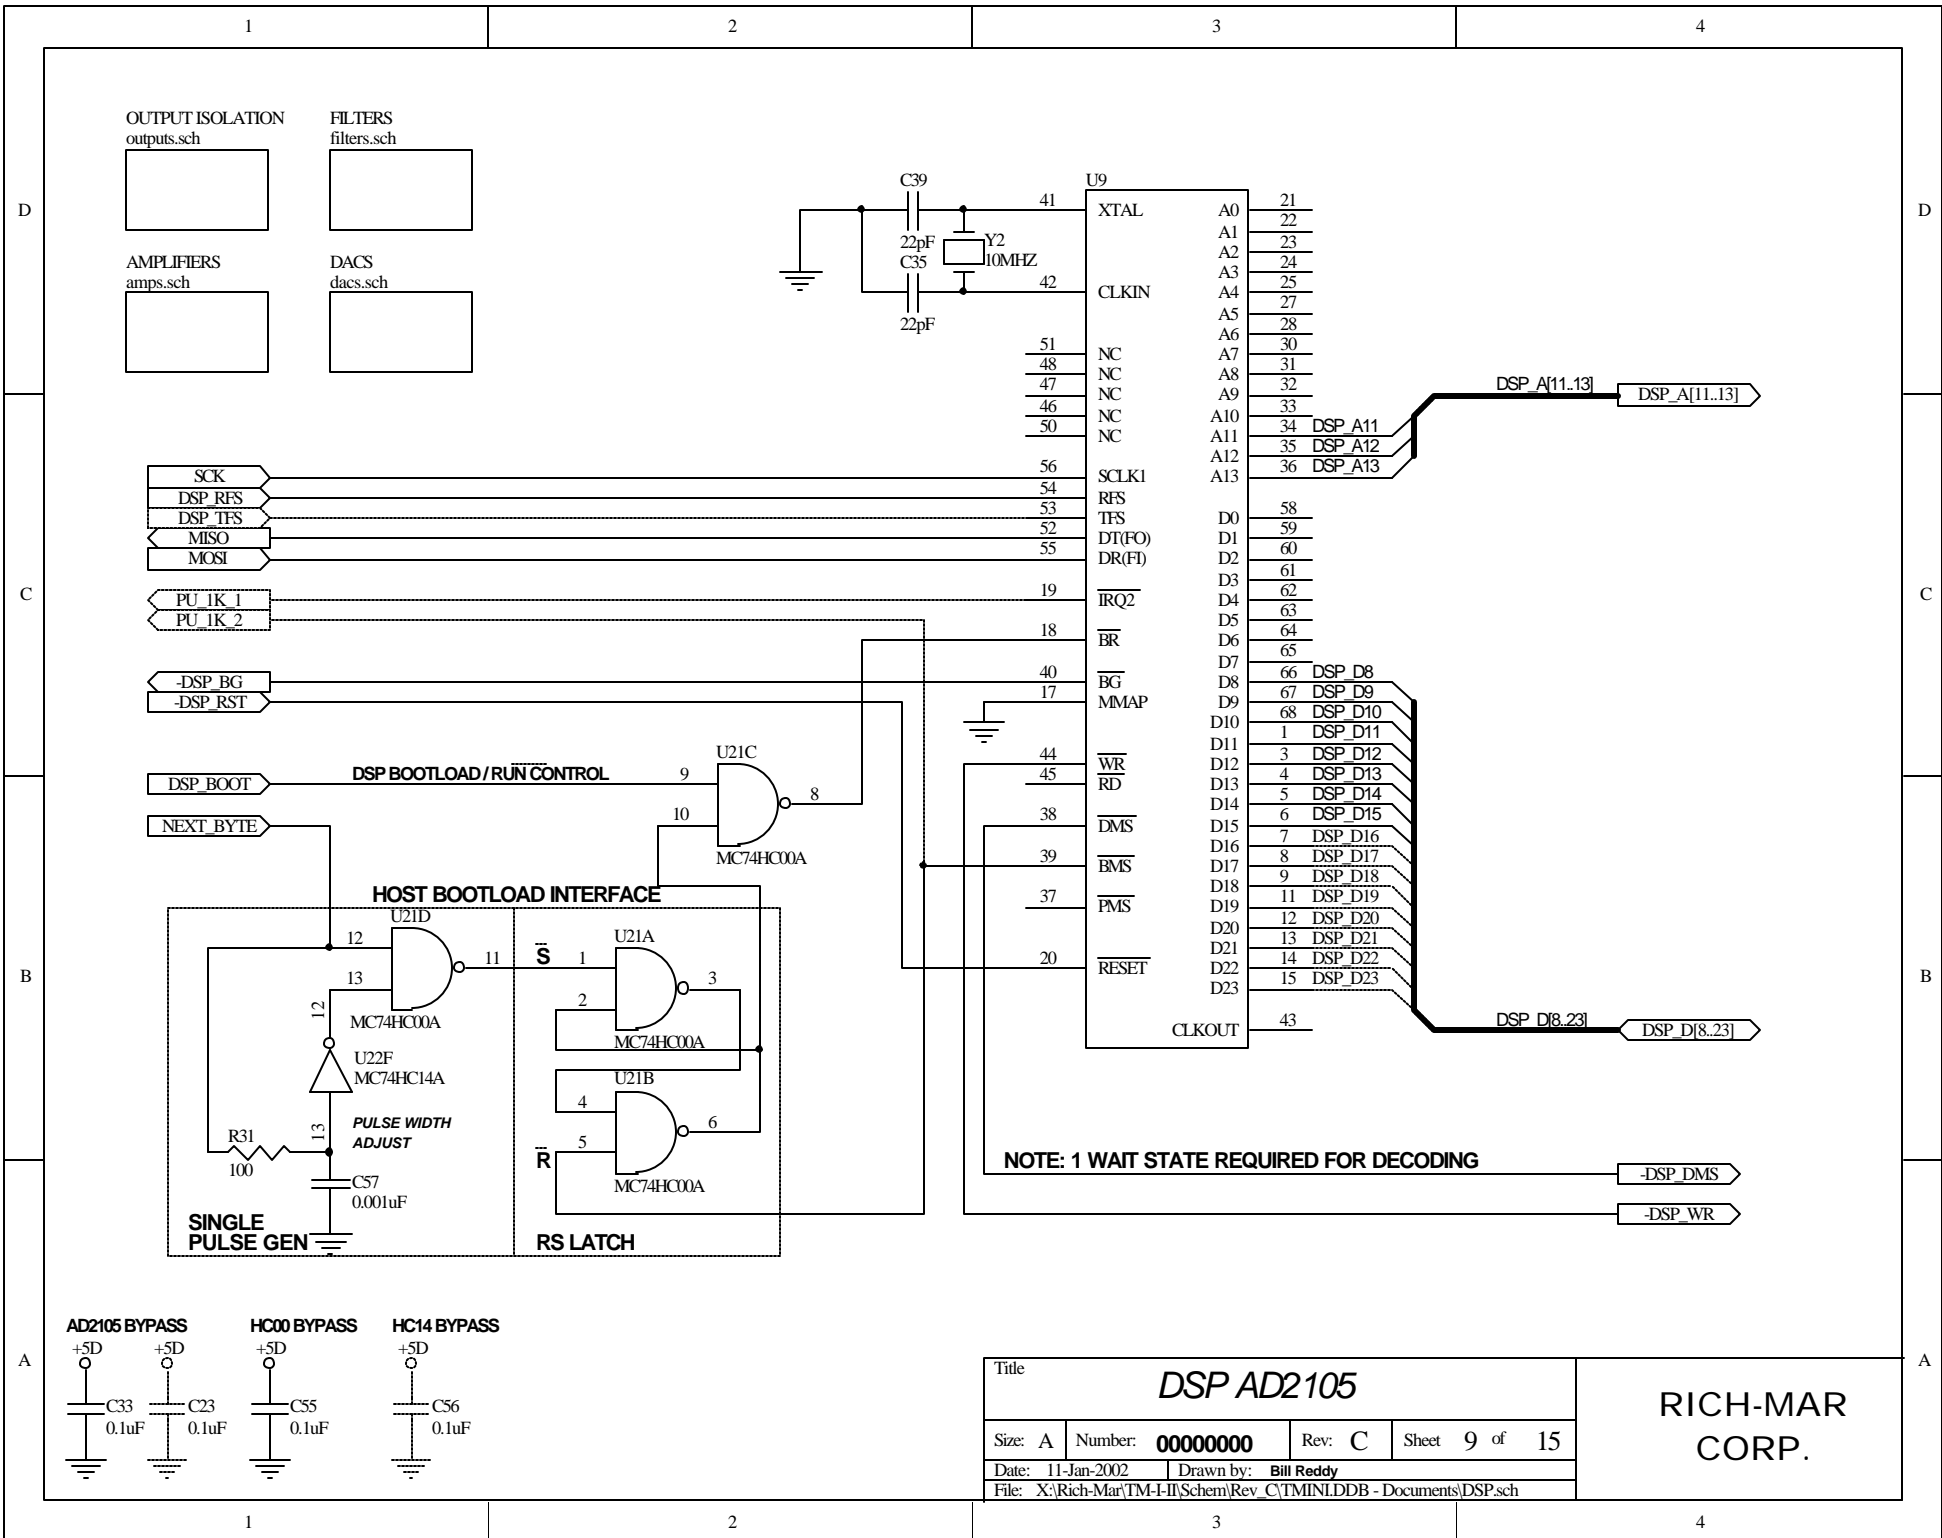 1 2 3 4
D
D
C
C
B
B
A
A
OUTPUT ISOLATION
outputs.sch
FILTERS
filters.sch
AMPLIFIERS
amps.sch
DACS
dacs.sch
C39
22pF
C35
22pF
Y2
10MHZ
U9
41 XTAL
42 CLKIN
51 NC
48 NC
47 NC
46 NC
50 NC
56 SCLK1
54 RFS
53 TFS
52 DT(FO)
55 DR(FI)
19 IRQ2
18 BR
40 BG
17 MMAP
44 WR
45 RD
38 DMS
39 BMS
37 PMS
20 RESET
A0 21
A1 22
A2 23
A3 24
A4 25
A5 27
A6 28
A7 30
A8 31
A9 32
A10 33
A11 34 DSP_A11
A12 35 DSP_A12
A13 36 DSP_A13
D0 58
D1 59
D2 60
D3 61
D4 62
D5 63
D6 64
D7 65
D8 66 DSP_D8
D9 67 DSP_D9
D10 68 DSP_D10
D11 1 DSP_D11
D12 3 DSP_D12
D13 4 DSP_D13
D14 5 DSP_D14
D15 6 DSP_D15
D16 7 DSP_D16
D17 8 DSP_D17
D18 9 DSP_D18
D19 11 DSP_D19
D20 12 DSP_D20
D21 13 DSP_D21
D22 14 DSP_D22
D23 15 DSP_D23
CLKOUT 43
DSP_A[11..13]
DSP_A[11..13]
DSP_D[8..23]
DSP_D[8..23]
SCK
DSP_RFS
DSP_TFS
MISO
MOSI
PU_1K_1
PU_1K_2
-DSP_BG
-DSP_RST
DSP_BOOT
DSP BOOTLOAD / RUN CONTROL
NEXT_BYTE
U21C
9
10
8
MC74HC00A
HOST BOOTLOAD INTERFACE
U21D
12
13
11
MC74HC00A
12
U22F
MC74HC14A
13
PULSE WIDTH
ADJUST
R31
100
C57
0.001uF
SINGLE
PULSE GEN
S
U21A
1
2
3
MC74HC00A
U21B
4
5
6
R
MC74HC00A
RS LATCH
NOTE: 1 WAIT STATE REQUIRED FOR DECODING
-DSP_DMS
-DSP_WR
AD2105 BYPASS
HC00 BYPASS
HC14 BYPASS
+5D +5D +5D +5D
C33
0.1uF
C23
0.1uF
C55
0.1uF
C56
0.1uF
Title
DSP AD2105
Size: A Number: 00000000 Rev: C Sheet 9 of 15
Date: 11-Jan-2002 Drawn by: Bill Reddy
File: X:\Rich-Mar\TM-I-II\Schem\Rev_C\TMINI.DDB - Documents\DSP.sch
RICH-MAR
CORP.
1 2 3 4